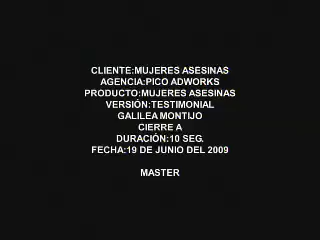 CLIENTE:MUJERES ASESINAS
AGENCIA:PICO ADWORKS
PRODUCTO:MUJERES ASESINAS
VERSIÓN:TESTIMONIAL
GALILEA MONTIJO
CIERRE A
DURACIÓN:10 SEG.
FECHA:19 DE JUNIO DEL 2009
MASTER